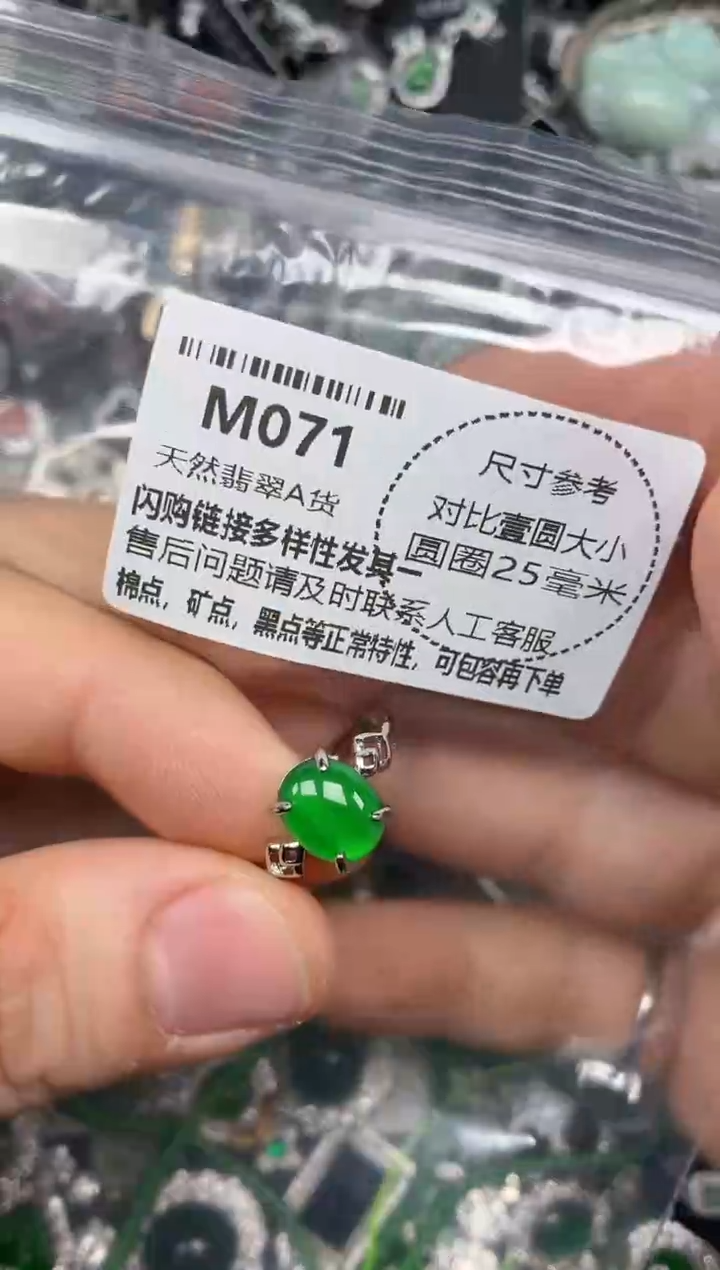 M071
天然翡翠A货
闪购链接多样性发其一
售后问题请及时联系人工客服
棉点，矿点，黑点等正常特性，可包容再下单
尺寸参考
对比壹圆大小
圆圈25毫米